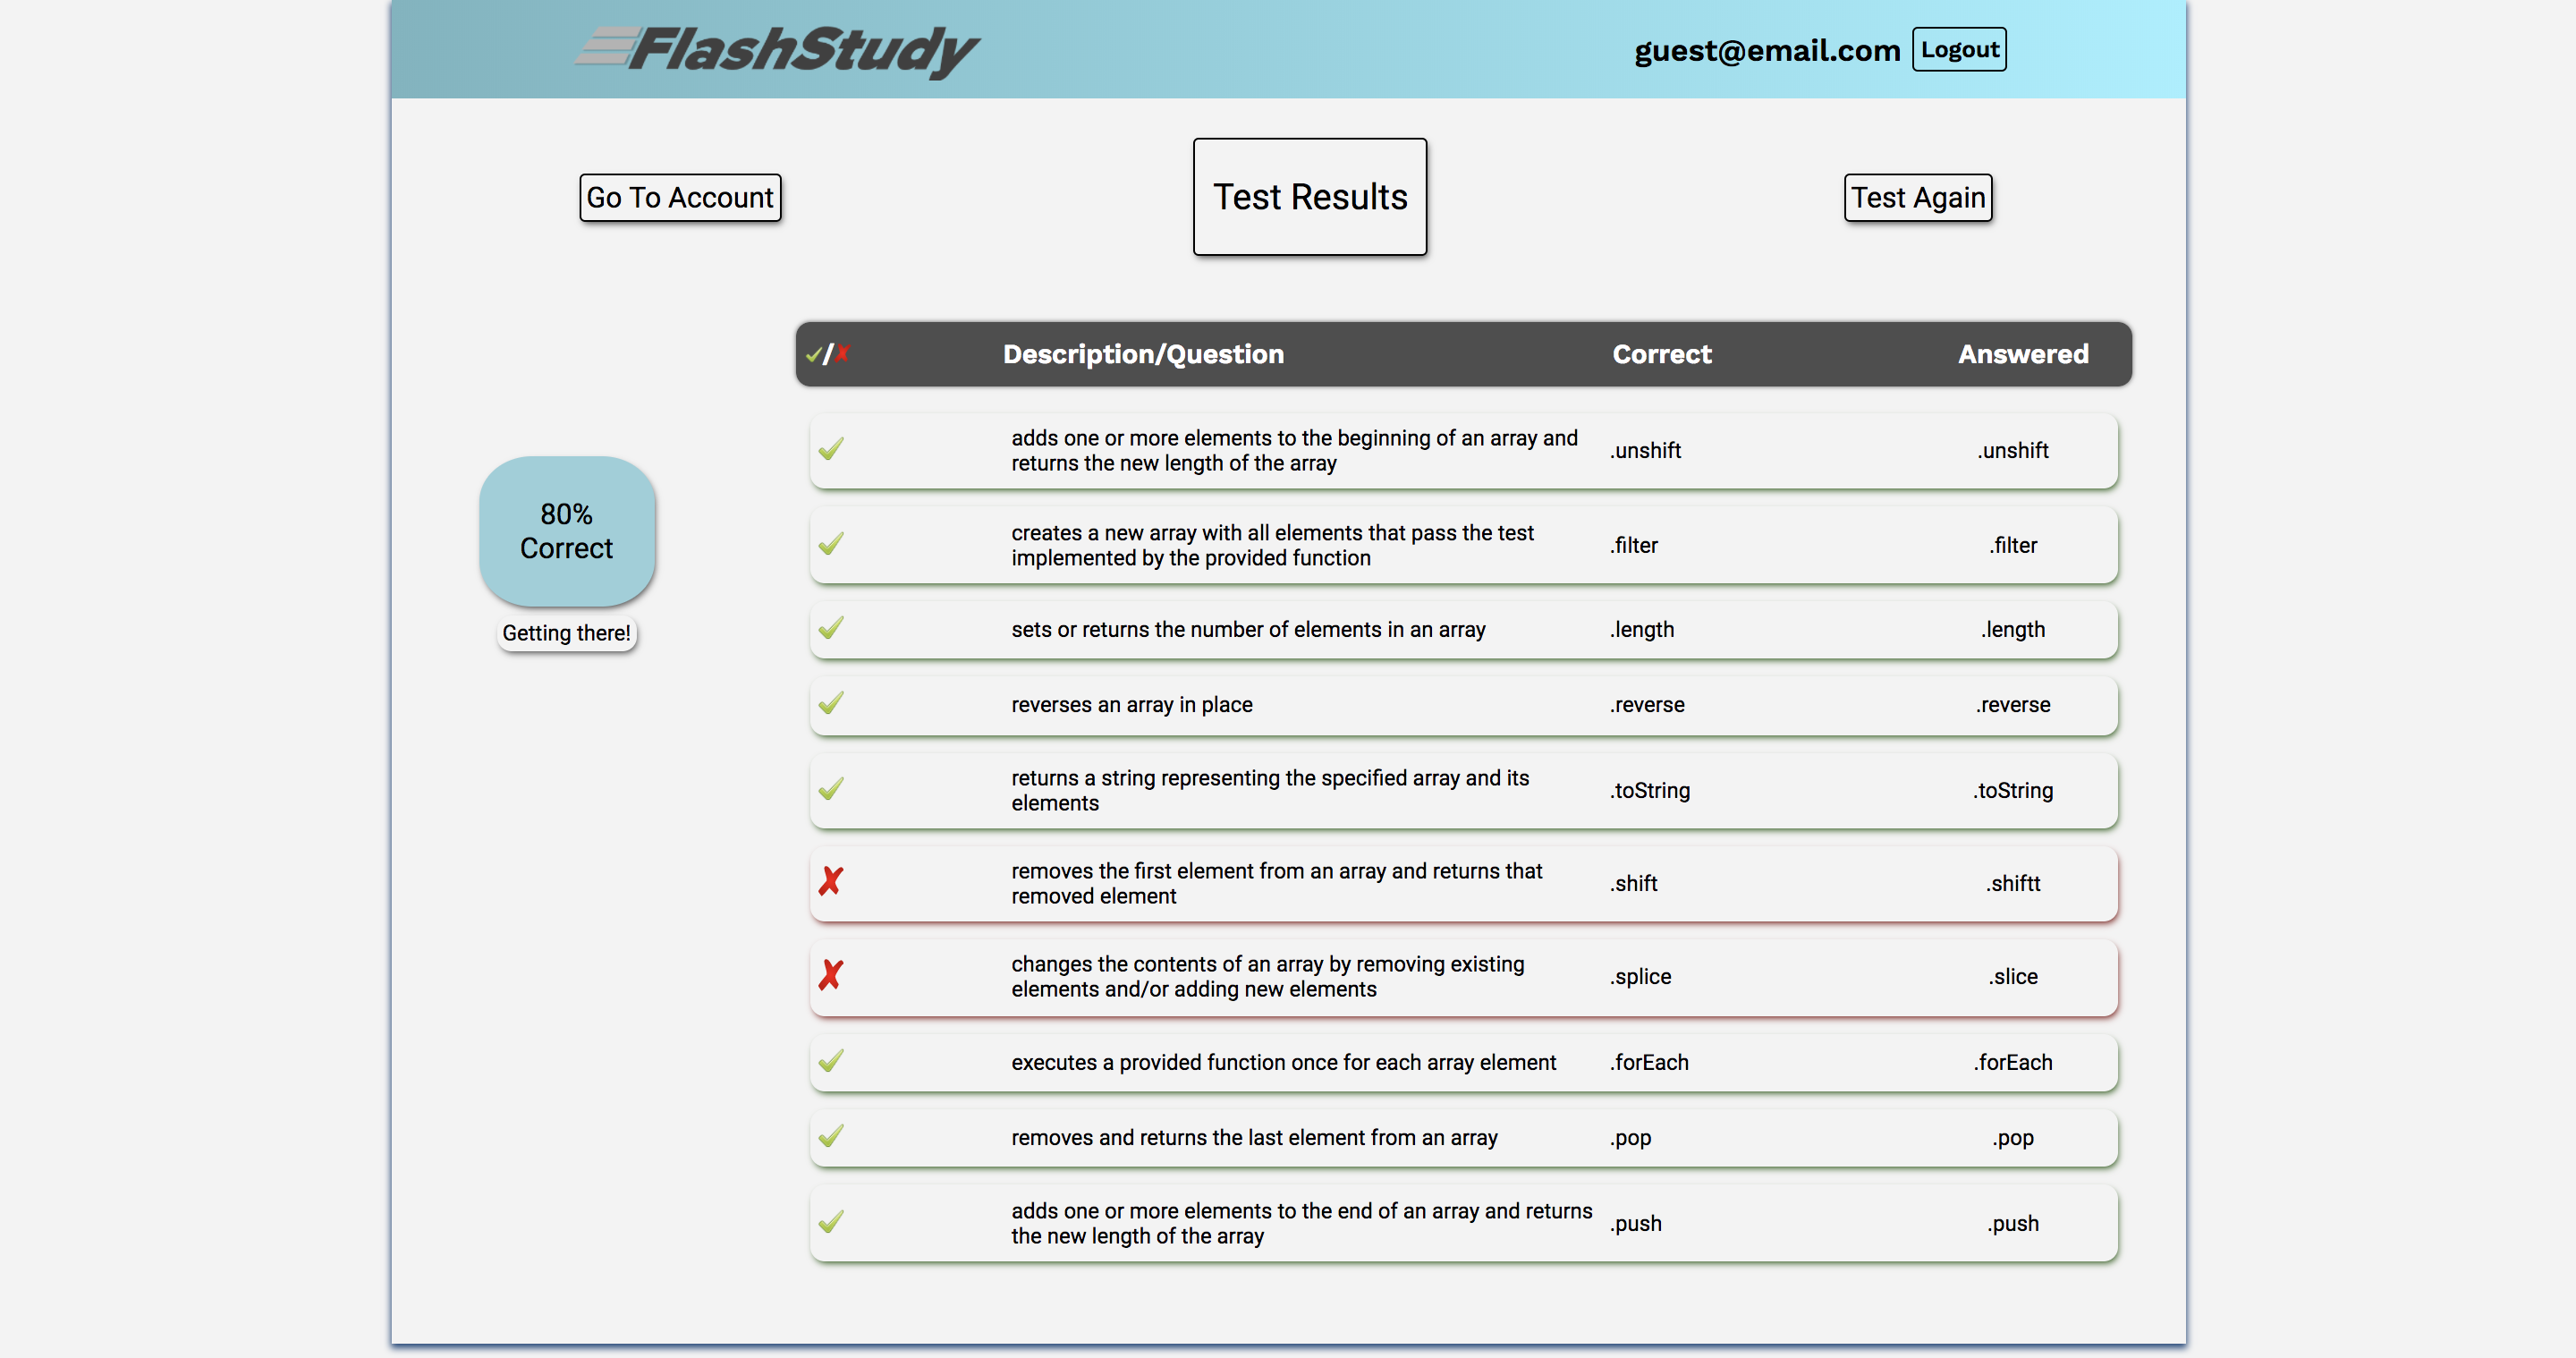 FlashStudy
guest@email.com Logout
Go To Account
Test Results
Test Again
✓/✗ Description/Question Correct Answered
adds one or more elements to the beginning of an array and
returns the new length of the array
.unshift .unshift
creates a new array with all elements that pass the test
implemented by the provided function
.filter .filter
80%
Correct
Getting there!
sets or returns the number of elements in an array .length .length
reverses an array in place .reverse .reverse
returns a string representing the specified array and its
elements
.toString .toString
removes the first element from an array and returns that
removed element
.shift .shiftt
changes the contents of an array by removing existing
elements and/or adding new elements
.splice .slice
executes a provided function once for each array element .forEach .forEach
removes and returns the last element from an array .pop .pop
adds one or more elements to the end of an array and returns
the new length of the array
.push .push